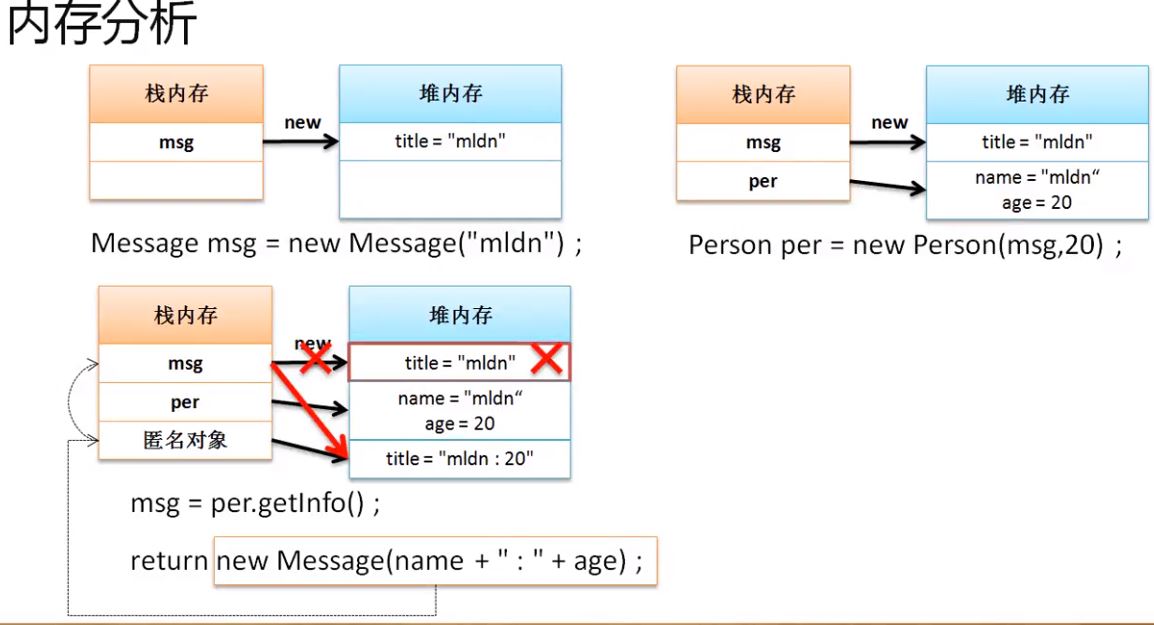 内存分析
栈内存
堆内存
msg
new
title = "mldn"
Message msg = new Message("mldn") ;
栈内存
堆内存
msg
new
title = "mldn"
per
name = "mldn“
age = 20
Person per = new Person(msg,20) ;
栈内存
堆内存
msg
new
title = "mldn"
per
name = "mldn“
age = 20
匿名对象
title = "mldn : 20"
msg = per.getInfo() ;
return new Message(name + " : " + age) ;